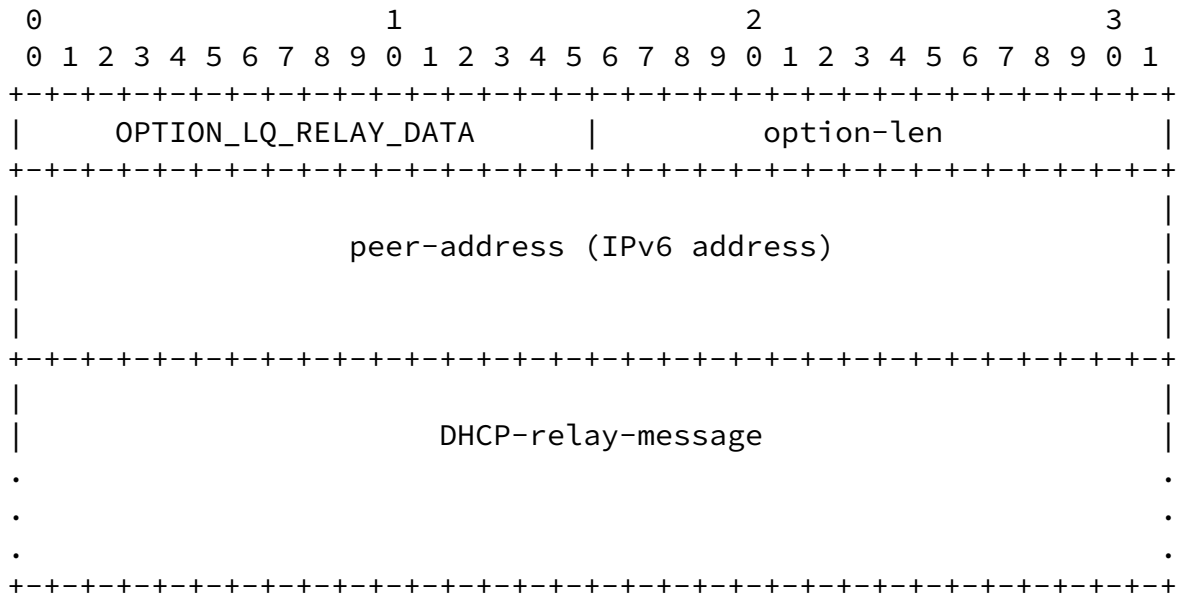 0                   1                   2                   3
 0 1 2 3 4 5 6 7 8 9 0 1 2 3 4 5 6 7 8 9 0 1 2 3 4 5 6 7 8 9 0 1
+-+-+-+-+-+-+-+-+-+-+-+-+-+-+-+-+-+-+-+-+-+-+-+-+-+-+-+-+-+-+-+-+
|     OPTION_LQ_RELAY_DATA      |         option-len            |
+-+-+-+-+-+-+-+-+-+-+-+-+-+-+-+-+-+-+-+-+-+-+-+-+-+-+-+-+-+-+-+-+
|                                                               |
|                  peer-address (IPv6 address)                  |
|                                                               |
|                                                               |
+-+-+-+-+-+-+-+-+-+-+-+-+-+-+-+-+-+-+-+-+-+-+-+-+-+-+-+-+-+-+-+-+
|                                                               |
|                       DHCP-relay-message                      |
.                                                               .
.                                                               .
.                                                               .
+-+-+-+-+-+-+-+-+-+-+-+-+-+-+-+-+-+-+-+-+-+-+-+-+-+-+-+-+-+-+-+-+